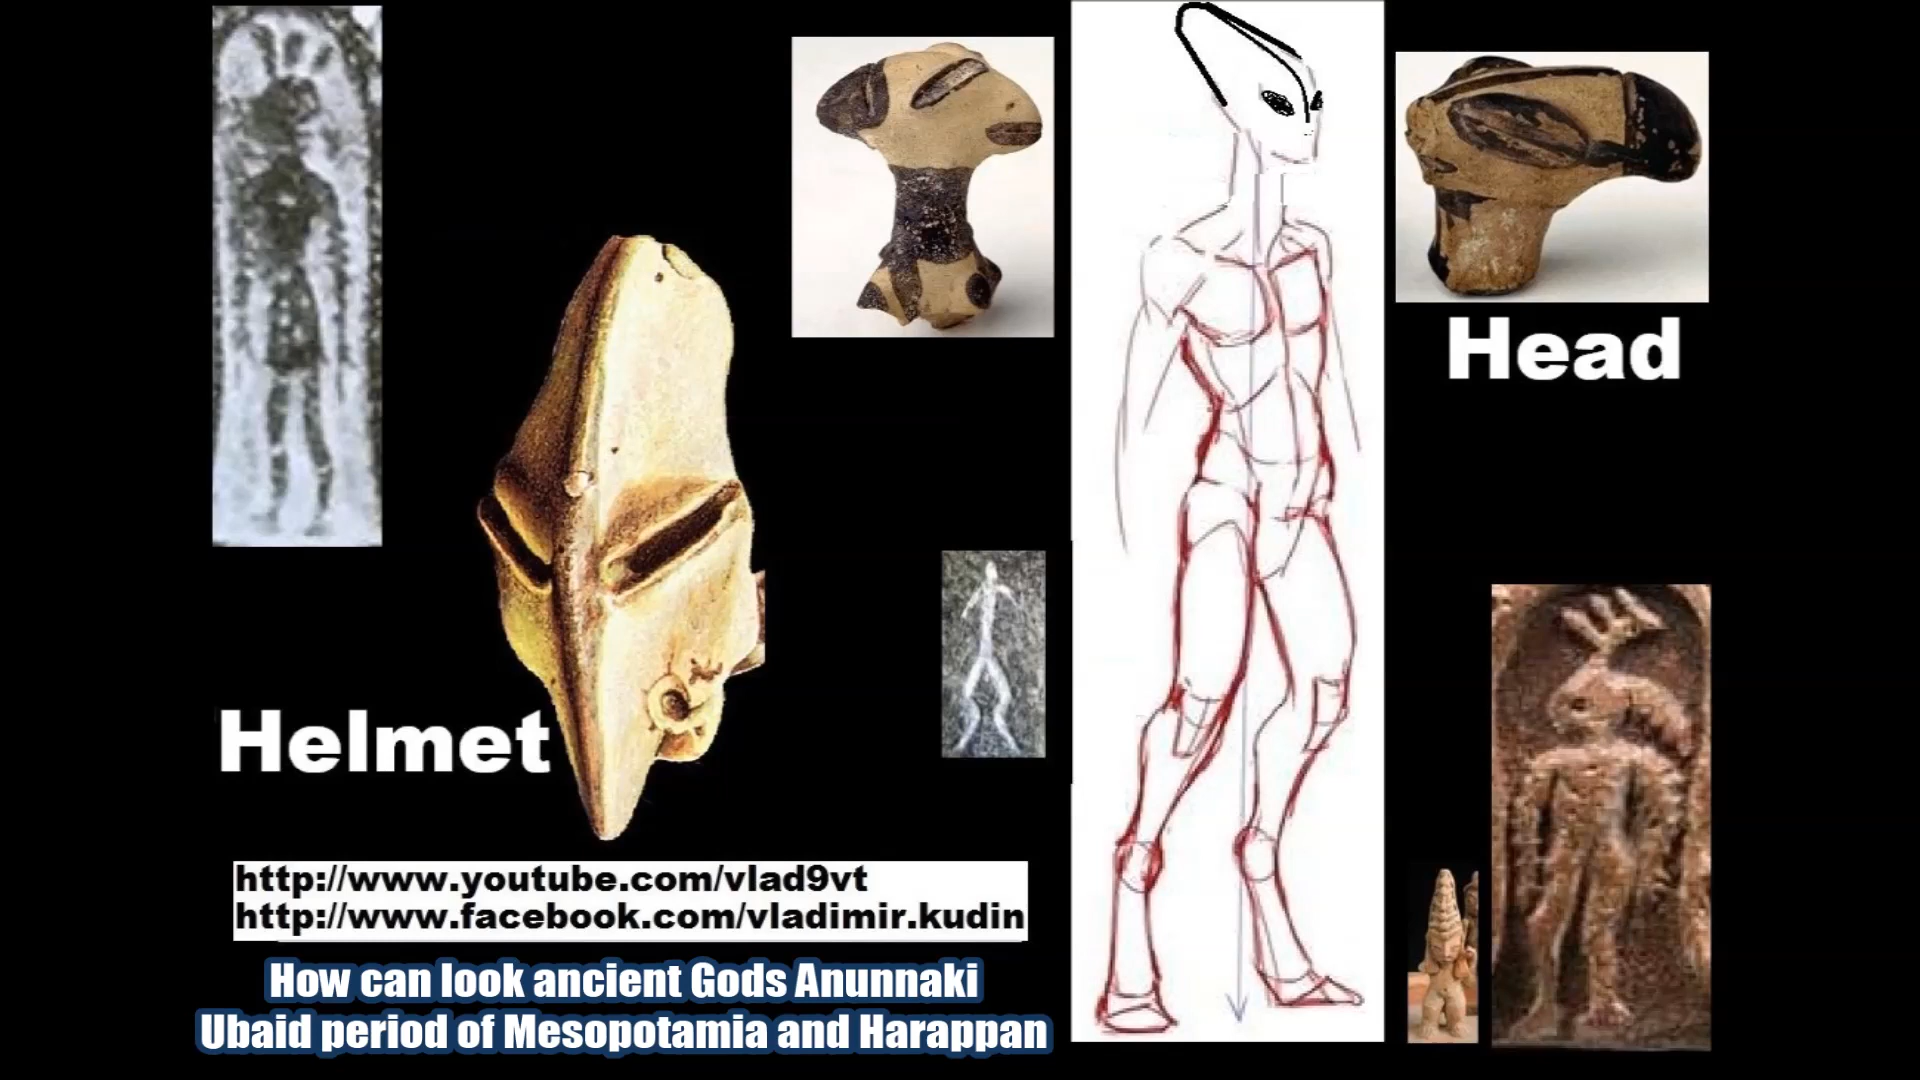 Head
Helmet
http://www.youtube.com/vlad9vt
http://www.facebook.com/vladimir.kudin
How can look ancient Gods Anunnaki
Ubaid period of Mesopotamia and Harappan